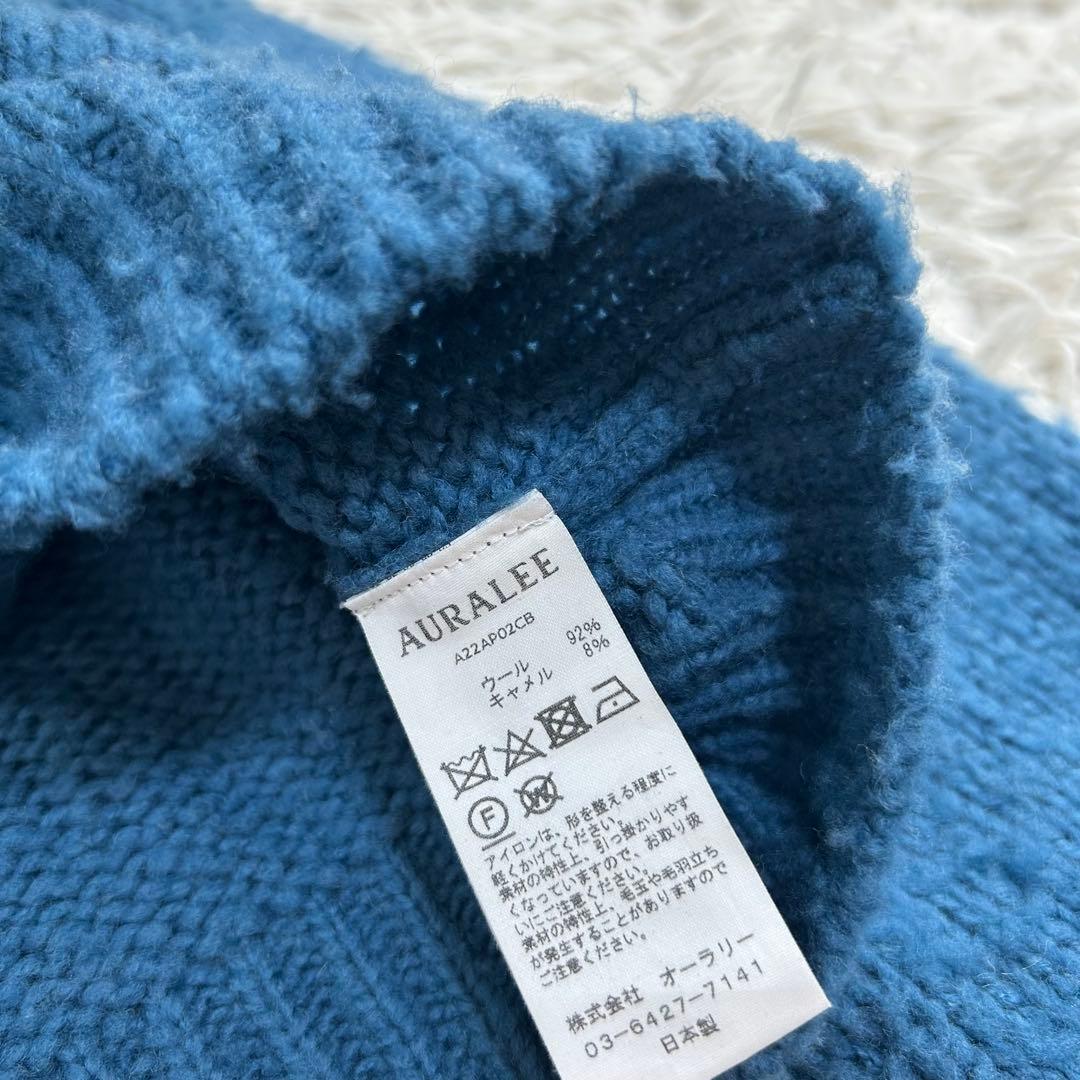 AURALEE
A22AP02CB
ウール 92%
キャメル 8%
F
W
アイロンは、形を整える程度に
軽くかけてください。
素材の特性上、引っ掛かりやす
くなっていますので、お取り扱
いにご注意ください。
素材の特性上、毛玉や毛羽立ち
が発生することがありますので
ご注意ください。
株式会社 オーラリー
03-6427-7141
日本製